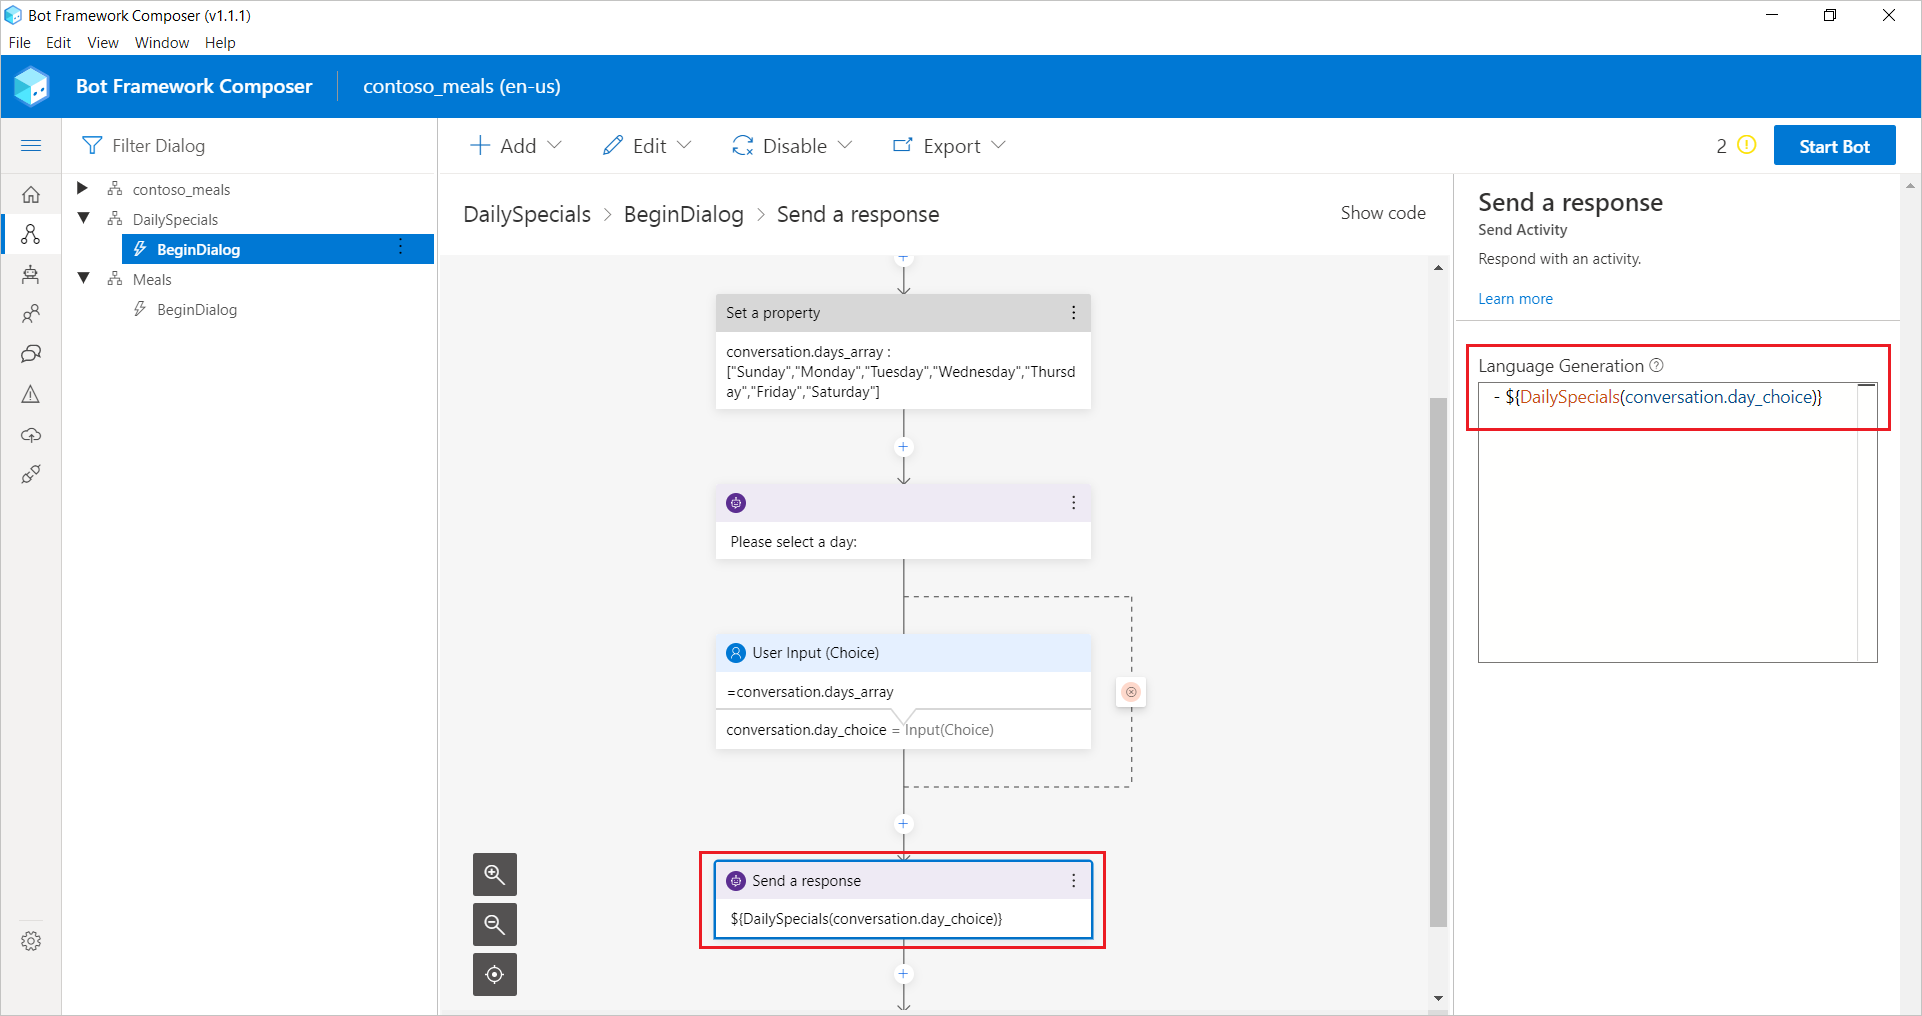 Bot Framework Composer (v1.1.1)
File Edit View Window Help
Bot Framework Composer contoso_meals (en-us)
Filter Dialog
contoso_meals
DailySpecials
BeginDialog
Meals
BeginDialog
Add Edit Disable Export 2 Start Bot
DailySpecials > BeginDialog > Send a response Show code
Set a property
conversation.days_array :
["Sunday","Monday","Tuesday","Wednesday","Thursd
ay","Friday","Saturday"]
Please select a day:
User Input (Choice)
=conversation.days_array
conversation.day_choice = Input(Choice)
Send a response
${DailySpecials(conversation.day_choice)}
Send a response
Send Activity
Respond with an activity.
Learn more
Language Generation
- ${DailySpecials(conversation.day_choice)}